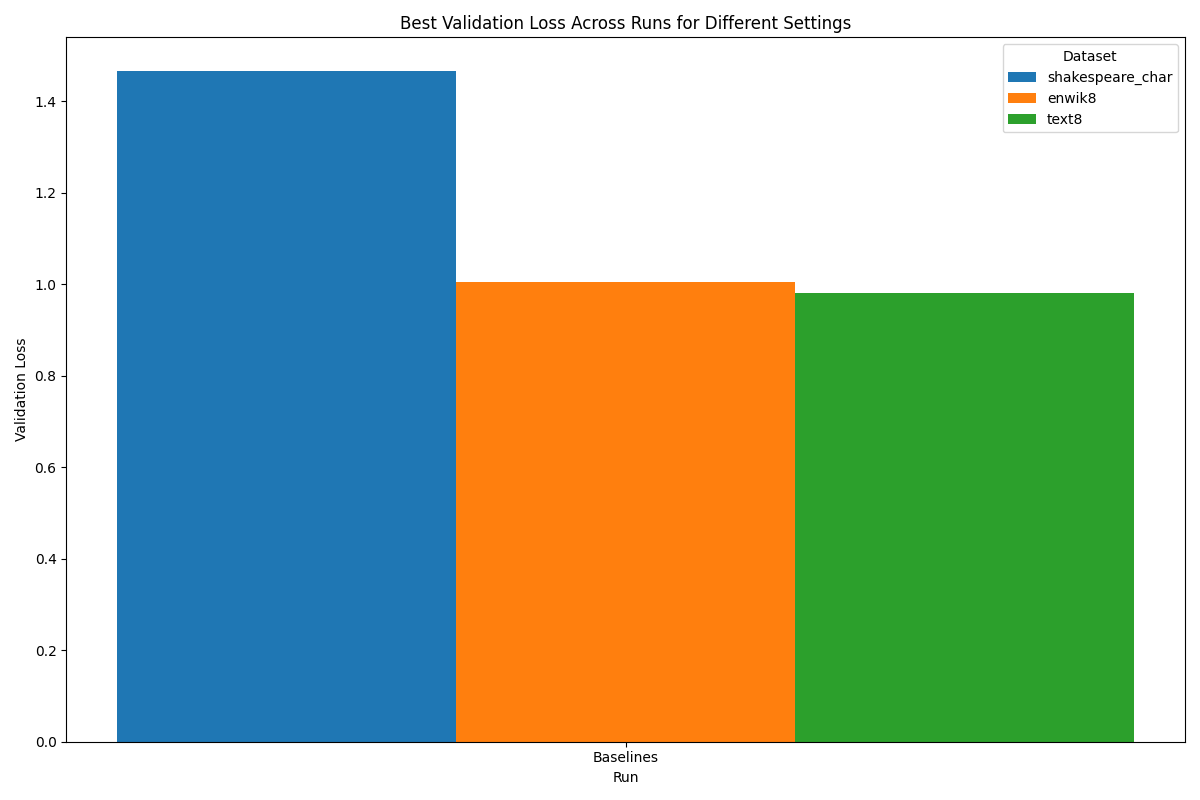 Best Validation Loss Across Runs for Different Settings
Dataset
shakespeare_char
enwik8
text8
Validation Loss
1.4
1.2
1.0
0.8
0.6
0.4
0.2
0.0
Baselines
Run